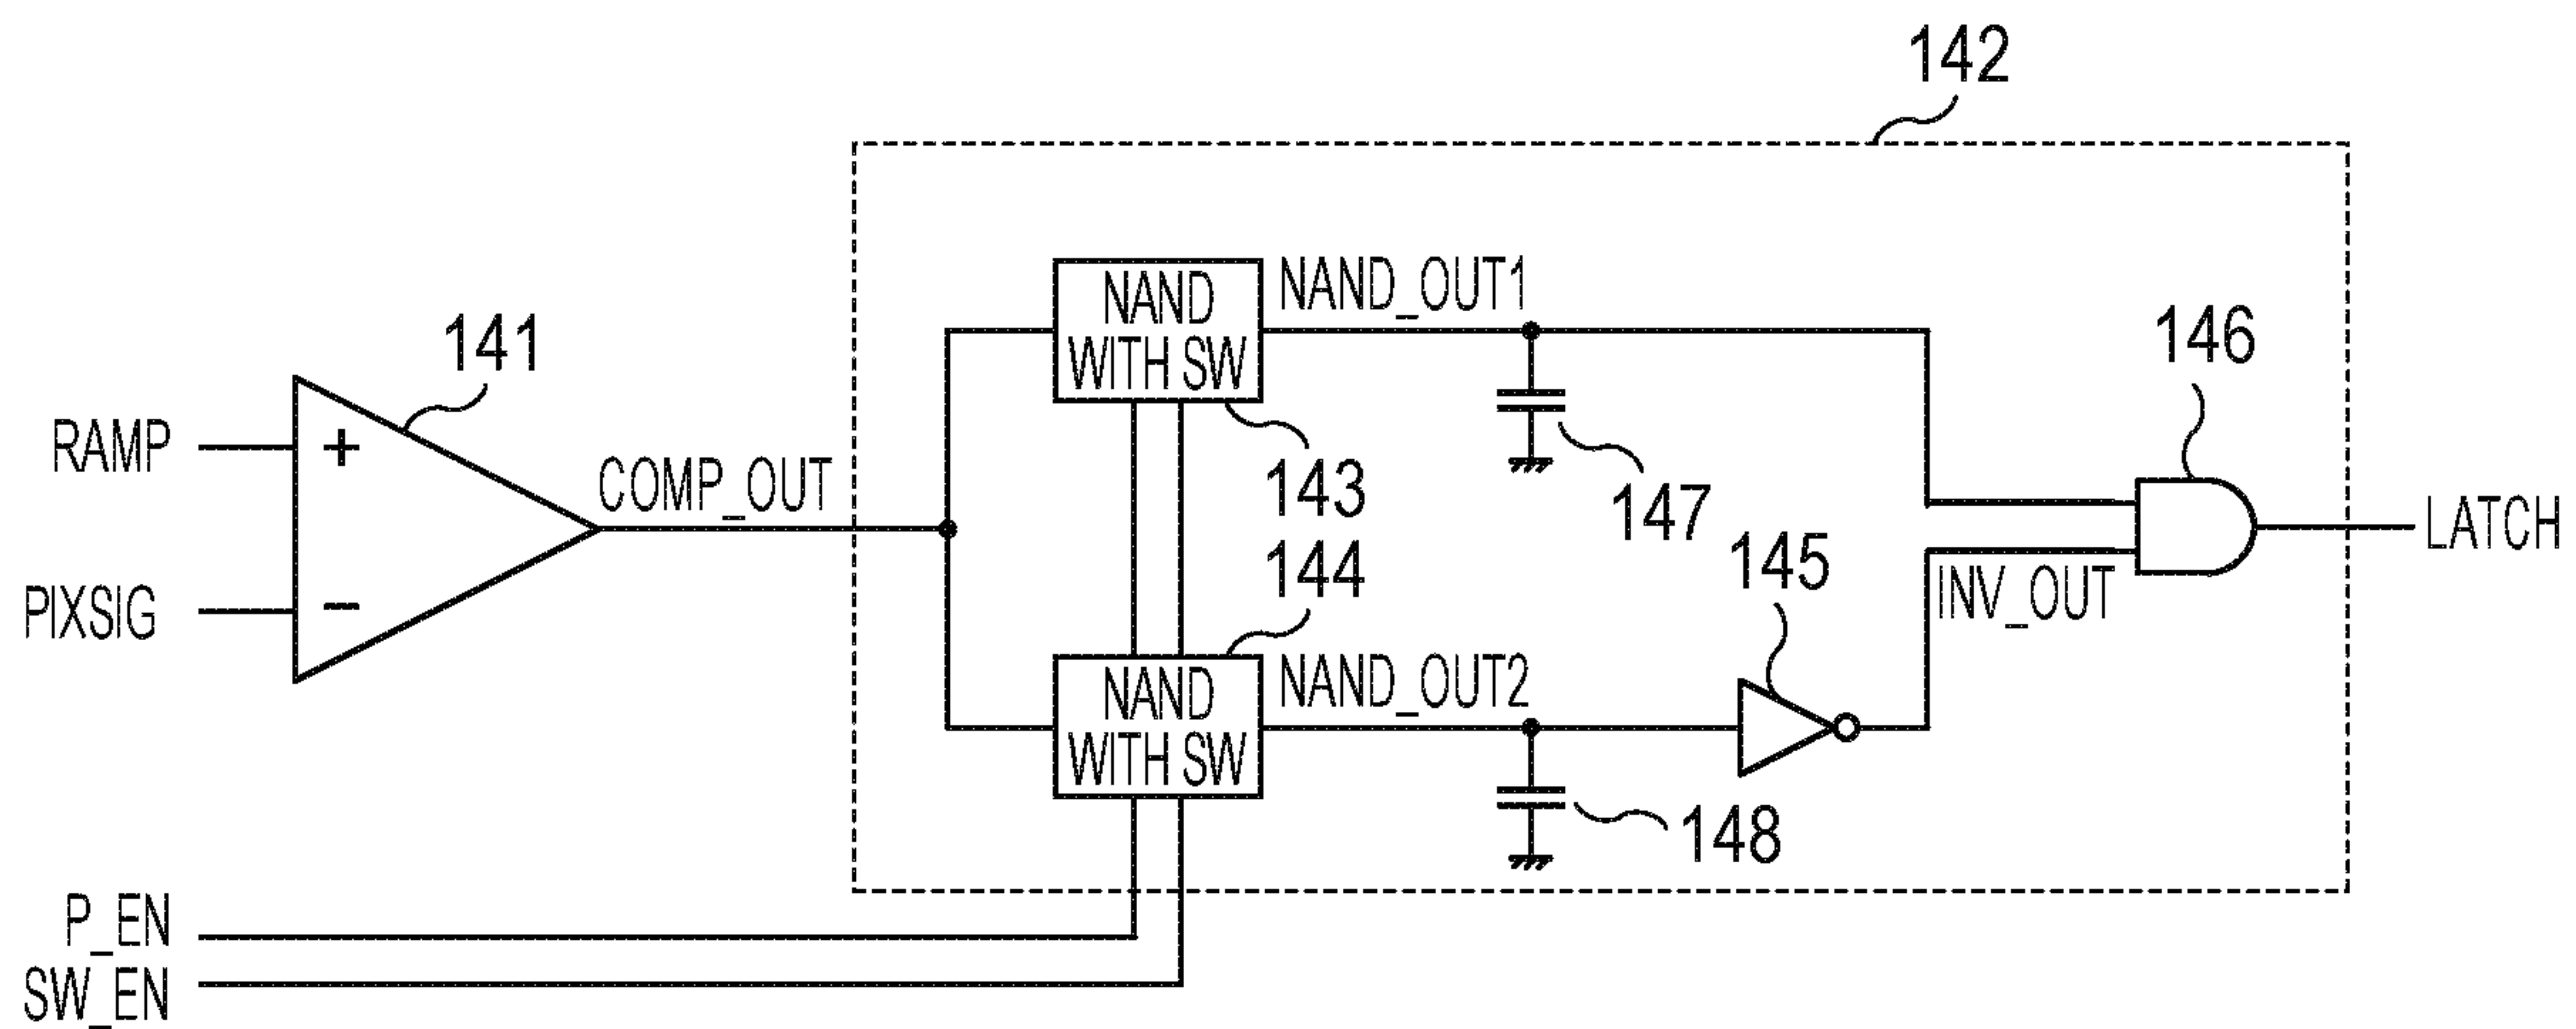 142
NAND
WITH SW
NAND_OUT1
141
146
RAMP
+
COMP_OUT
143
147
LATCH
144
145
PIXSIG
−
INV_OUT
NAND
WITH SW
NAND_OUT2
148
P_EN
SW_EN